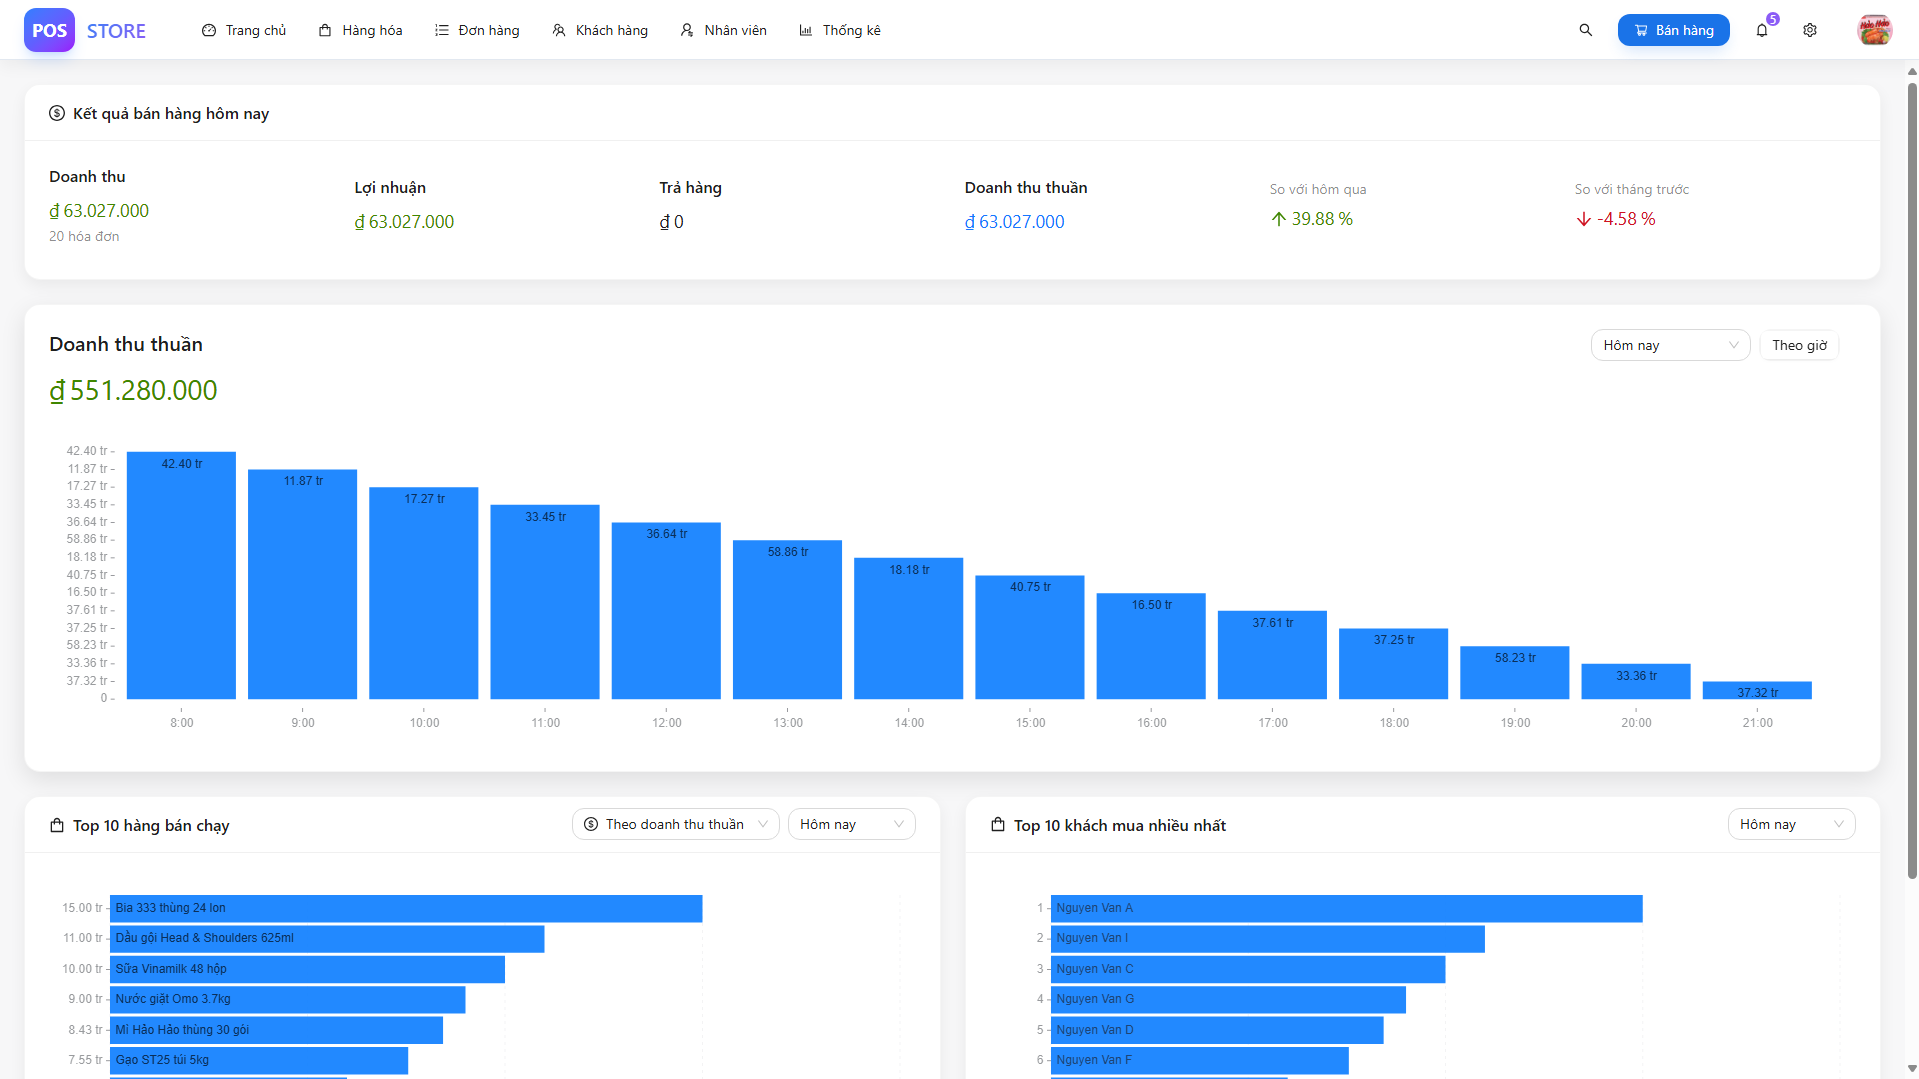 POS STORE
Trang chủ
Hàng hóa
Đơn hàng
Khách hàng
Nhân viên
Thống kê
Bán hàng
5
Kết quả bán hàng hôm nay
Doanh thu
₫ 63.027.000
20 hóa đơn
Lợi nhuận
₫ 63.027.000
Trả hàng
₫ 0
Doanh thu thuần
₫ 63.027.000
So với hôm qua
39.88 %
So với tháng trước
-4.58 %
Doanh thu thuần
Hôm nay
Theo giờ
₫ 551.280.000
42.40 tr
11.87 tr
17.27 tr
33.45 tr
36.64 tr
58.86 tr
18.18 tr
40.75 tr
16.50 tr
37.61 tr
37.25 tr
58.23 tr
33.36 tr
37.32 tr
0
42.40 tr
11.87 tr
17.27 tr
33.45 tr
36.64 tr
58.86 tr
18.18 tr
40.75 tr
16.50 tr
37.61 tr
37.25 tr
58.23 tr
33.36 tr
37.32 tr
8:00
9:00
10:00
11:00
12:00
13:00
14:00
15:00
16:00
17:00
18:00
19:00
20:00
21:00
Top 10 hàng bán chạy
Theo doanh thu thuần
Hôm nay
15.00 tr Bia 333 thùng 24 lon
11.00 tr Dầu gội Head & Shoulders 625ml
10.00 tr Sữa Vinamilk 48 hộp
9.00 tr Nước giặt Omo 3.7kg
8.43 tr Mì Hảo Hảo thùng 30 gói
7.55 tr Gạo ST25 túi 5kg
Top 10 khách mua nhiều nhất
Hôm nay
1 Nguyen Van A
2 Nguyen Van I
3 Nguyen Van C
4 Nguyen Van G
5 Nguyen Van D
6 Nguyen Van F